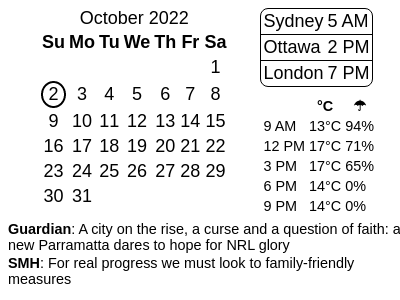 October 2022
Su Mo Tu We Th Fr Sa
1
2 3 4 5 6 7 8
9 10 11 12 13 14 15
16 17 18 19 20 21 22
23 24 25 26 27 28 29
30 31
Sydney 5 AM
Ottawa 2 PM
London 7 PM
°C ☂
9 AM 13°C 94%
12 PM 17°C 71%
3 PM 17°C 65%
6 PM 14°C 0%
9 PM 14°C 0%
Guardian: A city on the rise, a curse and a question of faith: a
new Parramatta dares to hope for NRL glory
SMH: For real progress we must look to family-friendly
measures